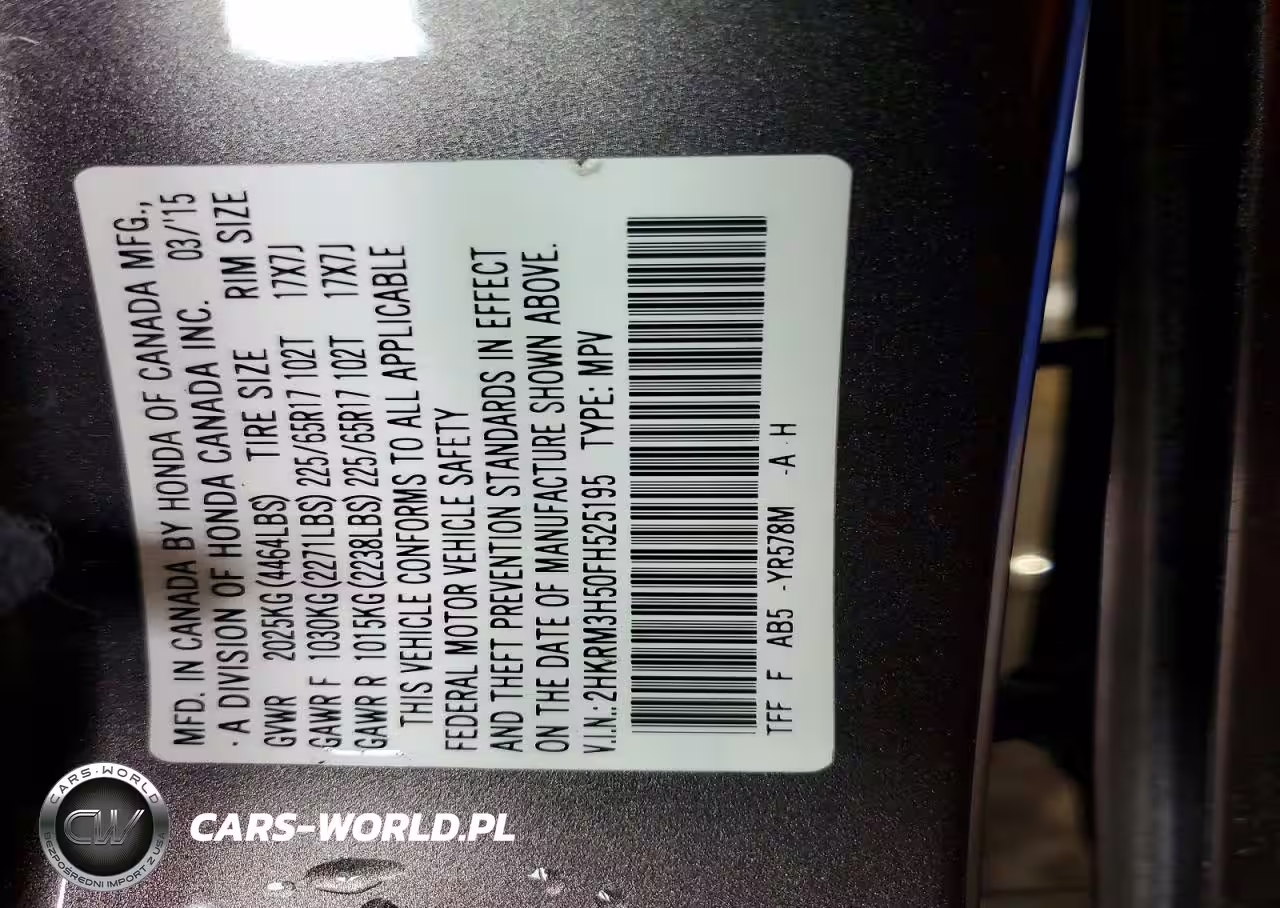 MFD. IN CANADA BY HONDA OF CANADA MFG.,
- A DIVISION OF HONDA CANADA INC. 03/'15
GVWR 2025KG(4464LBS) TIRE SIZE RIM SIZE
GAWR F 1030KG(2271LBS) 225/65R17 102T 17X7J
GAWR R 1015KG(2238LBS) 225/65R17 102T 17X7J
THIS VEHICLE CONFORMS TO ALL APPLICABLE
FEDERAL MOTOR VEHICLE SAFETY
AND THEFT PREVENTION STANDARDS IN EFFECT
ON THE DATE OF MANUFACTURE SHOWN ABOVE.
V.I.N.:2HKRM3H50FH525195 TYPE: MPV
TFF F AB5 -YR578M -A-H
CARS-WORLD
CW
BEZPOŚREDNI IMPORT Z USA
CARS-WORLD.PL